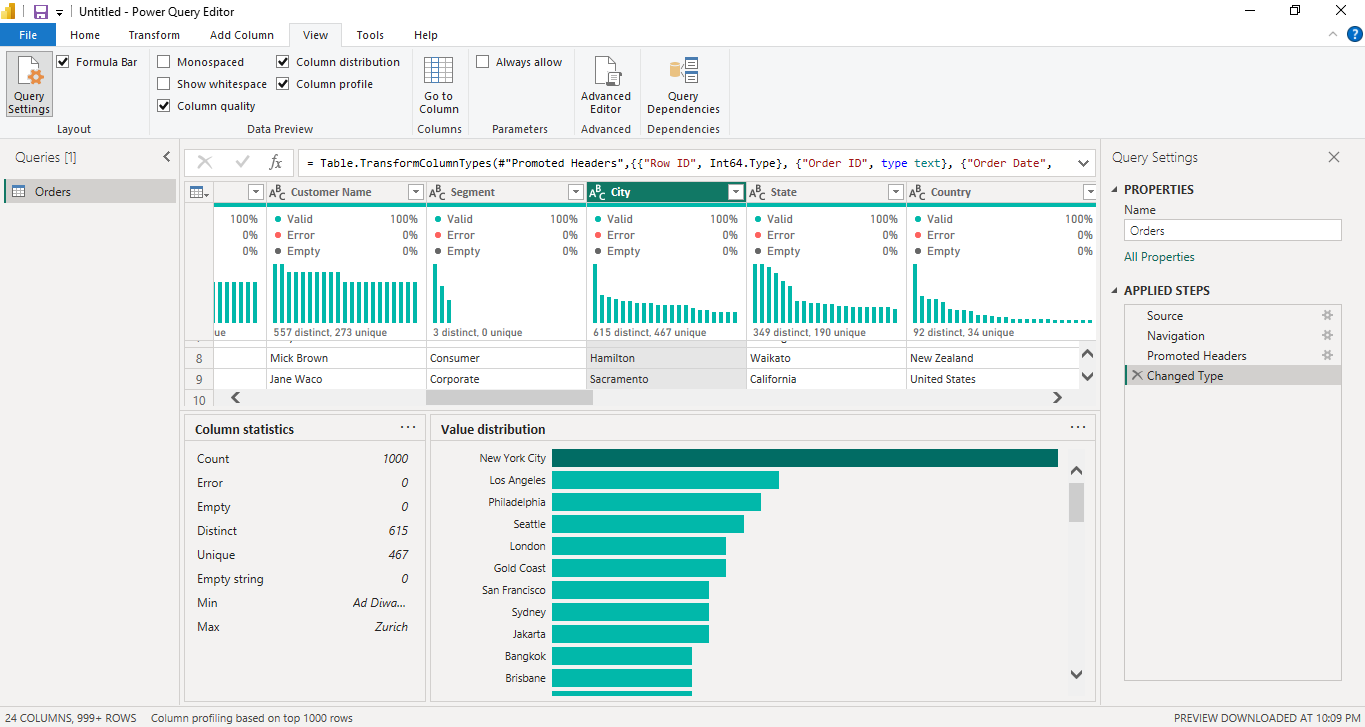 Untitled - Power Query Editor
File Home Transform Add Column View Tools Help
Query Settings
Formula Bar
Layout
Monospaced
Show whitespace
Column quality
Column distribution
Column profile
Data Preview
Go to Column
Columns
Always allow
Parameters
Advanced Editor
Advanced
Query Dependencies
Dependencies
Queries [1]
Orders
fx
= Table.TransformColumnTypes(#"Promoted Headers",{{"Row ID", Int64.Type}, {"Order ID", type text}, {"Order Date",
ABC Customer Name ABC Segment ABC City ABC State ABC Country
100% Valid 100% Valid 100% Valid 100% Valid 100% Valid 100%
0% Error 0% Error 0% Error 0% Error 0% Error 0%
0% Empty 0% Empty 0% Empty 0% Empty 0% Empty 0%
ue 557 distinct, 273 unique 3 distinct, 0 unique 615 distinct, 467 unique 349 distinct, 190 unique 92 distinct, 34 unique
8 Mick Brown Consumer Hamilton Waikato New Zealand
9 Jane Waco Corporate Sacramento California United States
10
Column statistics ...
Count 1000
Error 0
Empty 0
Distinct 615
Unique 467
Empty string 0
Min Ad Diwa...
Max Zurich
Value distribution ...
New York City
Los Angeles
Philadelphia
Seattle
London
Gold Coast
San Francisco
Sydney
Jakarta
Bangkok
Brisbane
Query Settings
PROPERTIES
Name
Orders
All Properties
APPLIED STEPS
Source
Navigation
Promoted Headers
Changed Type
24 COLUMNS, 999+ ROWS Column profiling based on top 1000 rows
PREVIEW DOWNLOADED AT 10:09 PM